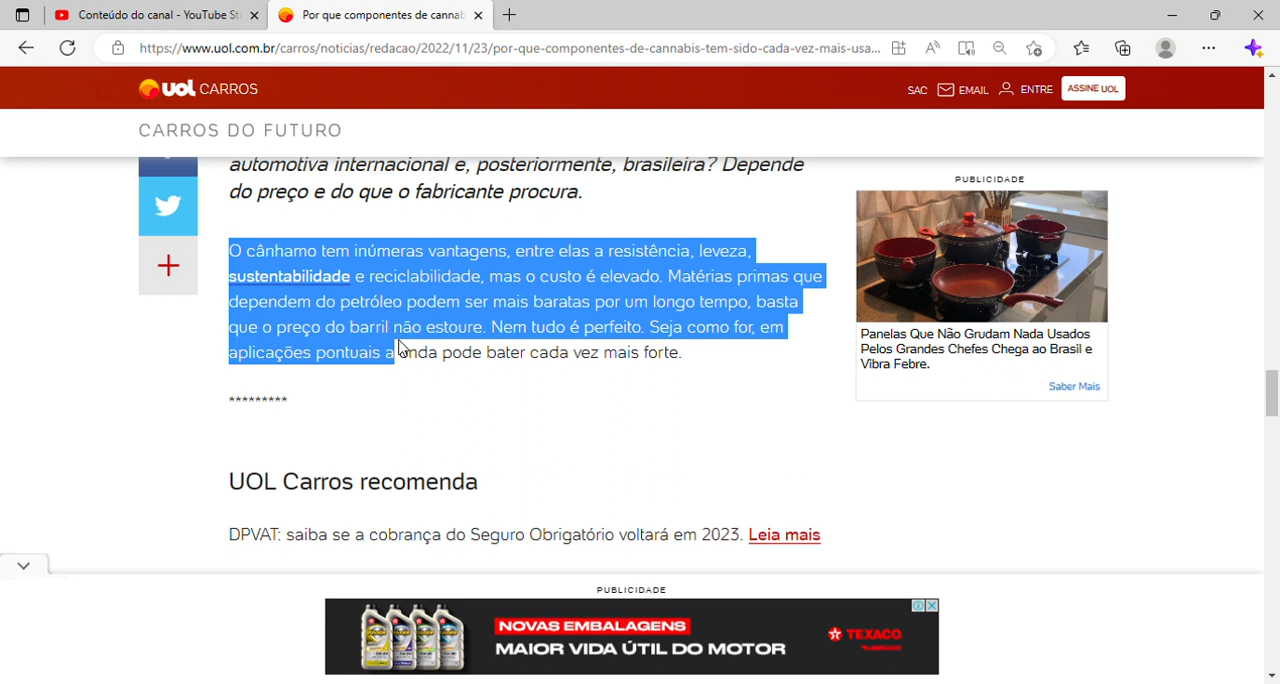 Conteúdo do canal - YouTube St
Por que componentes de cannab
https://www.uol.com.br/carros/noticias/redacao/2022/11/23/por-que-componentes-de-cannabis-tem-sido-cada-vez-mais-usa...
UOL CARROS
SAC EMAIL ENTRE ASSINE UOL
CARROS DO FUTURO
automotiva internacional e, posteriormente, brasileira? Depende
do preço e do que o fabricante procura.
O cânhamo tem inúmeras vantagens, entre elas a resistência, leveza,
sustentabilidade e reciclabilidade, mas o custo é elevado. Matérias primas que
dependem do petróleo podem ser mais baratas por um longo tempo, basta
que o preço do barril não estoure. Nem tudo é perfeito. Seja como for, em
aplicações pontuais ainda pode bater cada vez mais forte.
*********
PUBLICIDADE
Panelas Que Não Grudam Nada Usados
Pelos Grandes Chefes Chega ao Brasil e
Vibra Febre.
Saber Mais
UOL Carros recomenda
DPVAT: saiba se a cobrança do Seguro Obrigatório voltará em 2023. Leia mais
PUBLICIDADE
NOVAS EMBALAGENS
MAIOR VIDA ÚTIL DO MOTOR
TEXACO